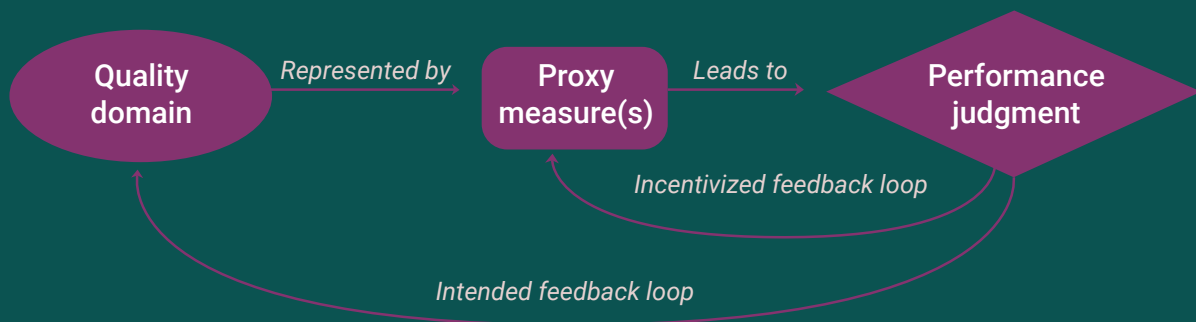 Quality
domain
Represented by
Proxy
measure(s)
Leads to
Performance
judgment
Incentivized feedback loop
Intended feedback loop